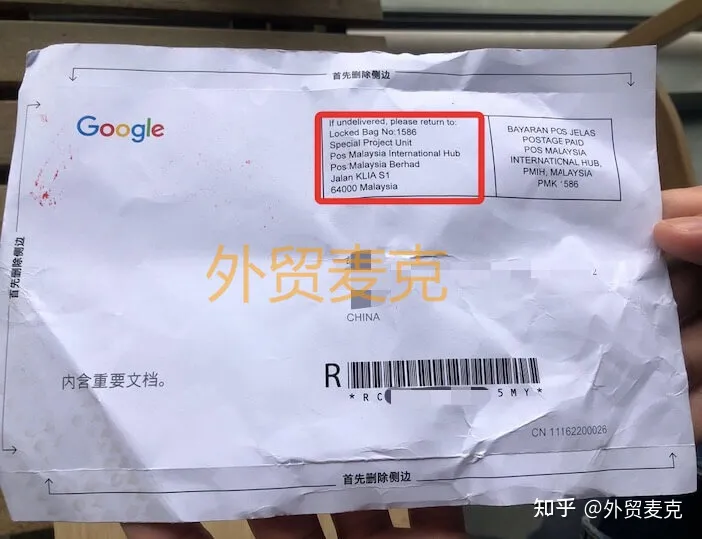 首先删除侧边
Google
If undelivered, please return to:
Locked Bag No:1586
Special Project Unit
Pos Malaysia International Hub
Pos Malaysia Berhad
Jalan KLIA S1
64000 Malaysia
BAYARAN POS JELAS
POSTAGE PAID
POS MALAYSIA
INTERNATIONAL HUB,
PMIH, MALAYSIA
PMK 1586
首先删除侧边
外贸麦克
2
CHINA
内含重要文档。
R
* R C 5 M Y *
CN 11162200026
首先删除侧边
知乎 @外贸麦克